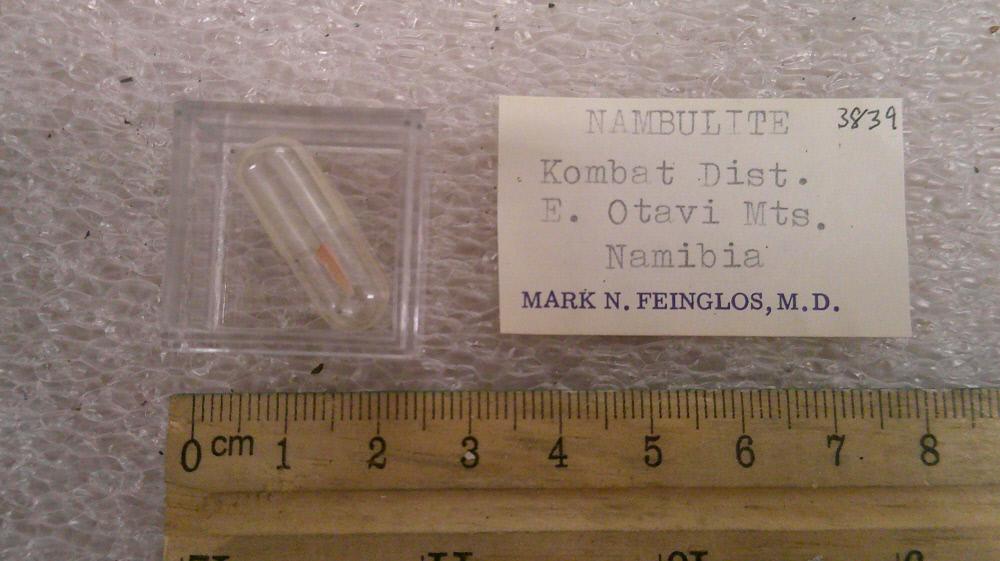 NAMBULITE 3839
Kombat Dist.
E. Otavi Mts.
Namibia
MARK N. FEINGLOS, M.D.
0 cm 1 2 3 4 5 6 7 8